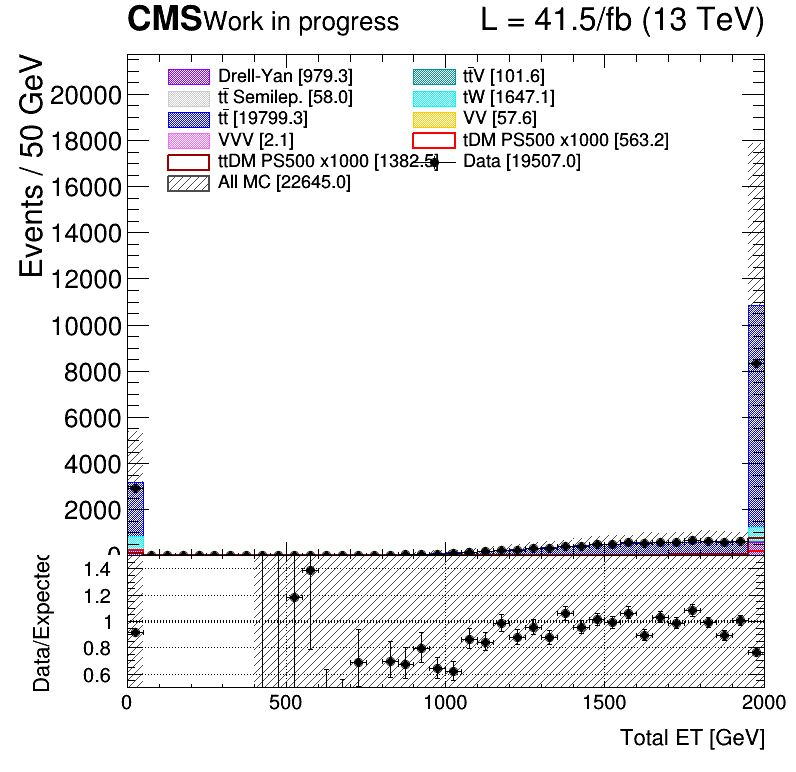 CMS Work in progress L = 41.5/fb (13 TeV)
Events / 50 GeV
20000
18000
16000
14000
12000
10000
8000
6000
4000
2000
0
Drell-Yan [979.3] tt̄V [101.6]
tt̄ Semilep. [58.0] tW [1647.1]
tt̄ [19799.3] VV [57.6]
VVV [2.1] tDM PS500 x1000 [563.2]
ttDM PS500 x1000 [1382.5] Data [19507.0]
All MC [22645.0]
Data/Expected
1.4
1.2
1
0.8
0.6
0 500 1000 1500 2000
Total ET [GeV]